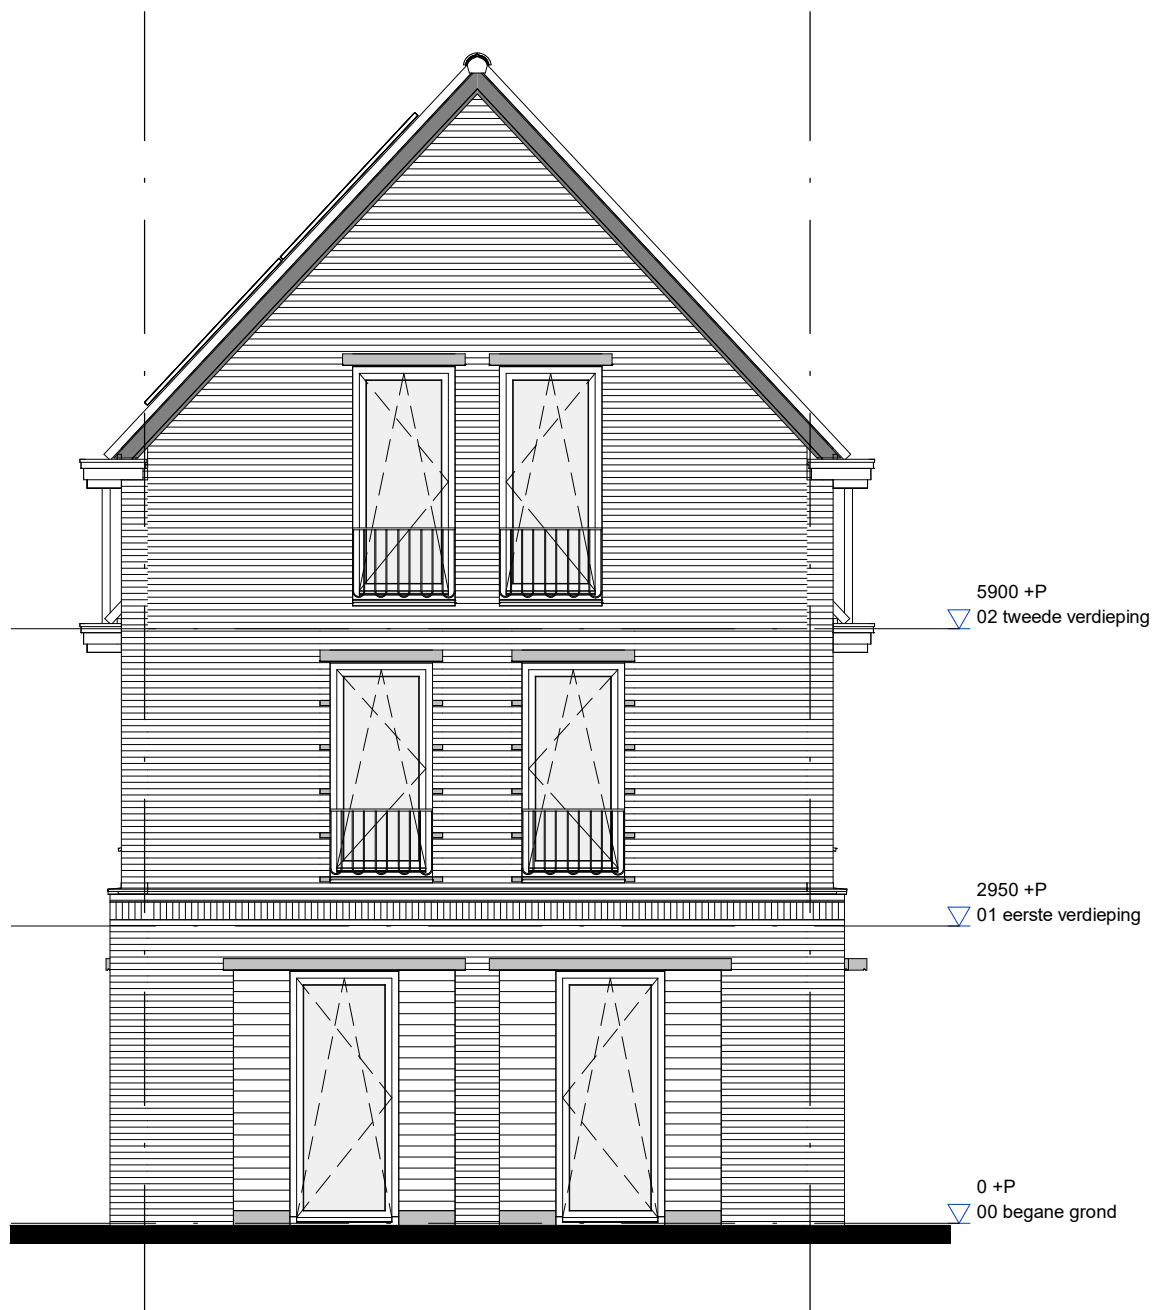 5900 +P
02 tweede verdieping
2950 +P
01 eerste verdieping
0 +P
00 begane grond